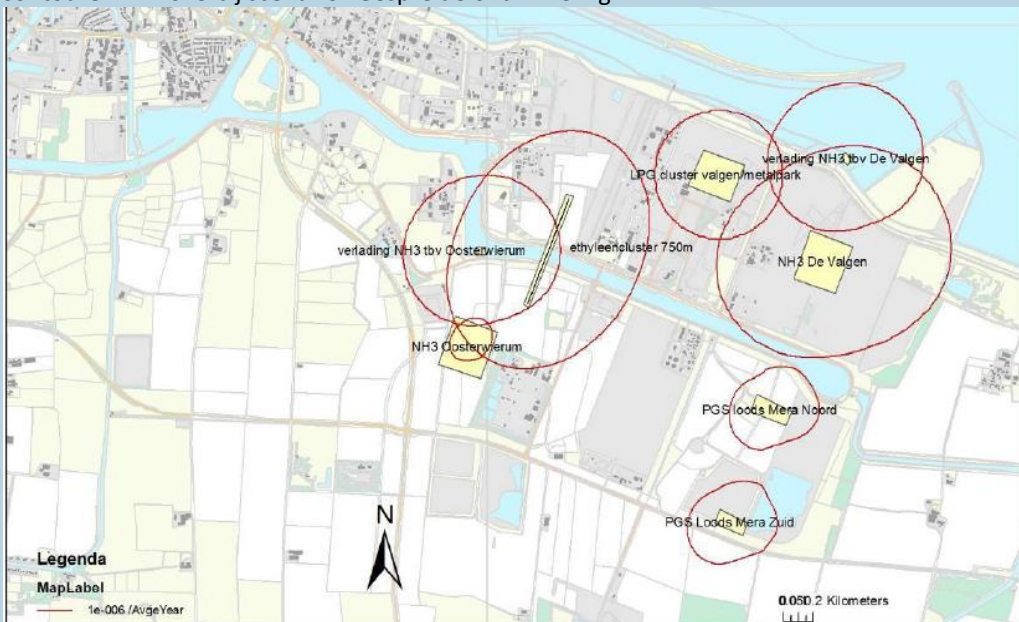 verlading NH3 tbv De Valgen
LPG cluster valgen/metalpark
verlading NH3 tbv Oosterwierum
ethyleencluster 750m
NH3 De Valgen
NH3 Oosterwierum
PGS loods Mera Noord
PGS Loods Mera Zuid
N
Legenda
MapLabel
1e-006 /AvgeYear
Kilometers